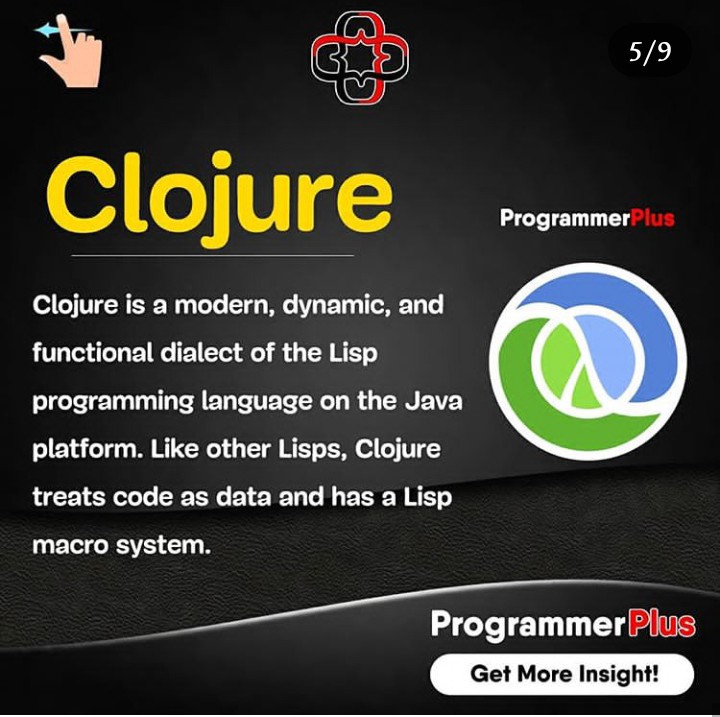 5/9
Clojure
ProgrammerPlus
Clojure is a modern, dynamic, and
functional dialect of the Lisp
programming language on the Java
platform. Like other Lisps, Clojure
treats code as data and has a Lisp
macro system.
ProgrammerPlus
Get More Insight!